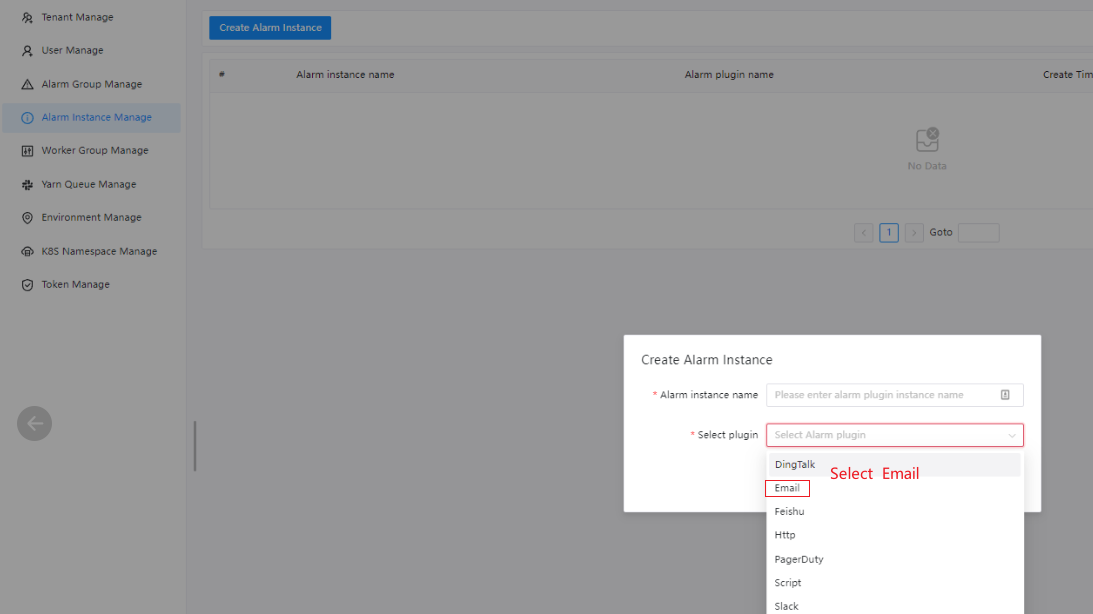 Tenant Manage
User Manage
Alarm Group Manage
Alarm Instance Manage
Worker Group Manage
Yarn Queue Manage
Environment Manage
K8S Namespace Manage
Token Manage
Create Alarm Instance
# Alarm instance name Alarm plugin name Create Tim
No Data
1 Goto
Create Alarm Instance
* Alarm instance name Please enter alarm plugin instance name
* Select plugin Select Alarm plugin
DingTalk
Select Email
Email
Feishu
Http
PagerDuty
Script
Slack